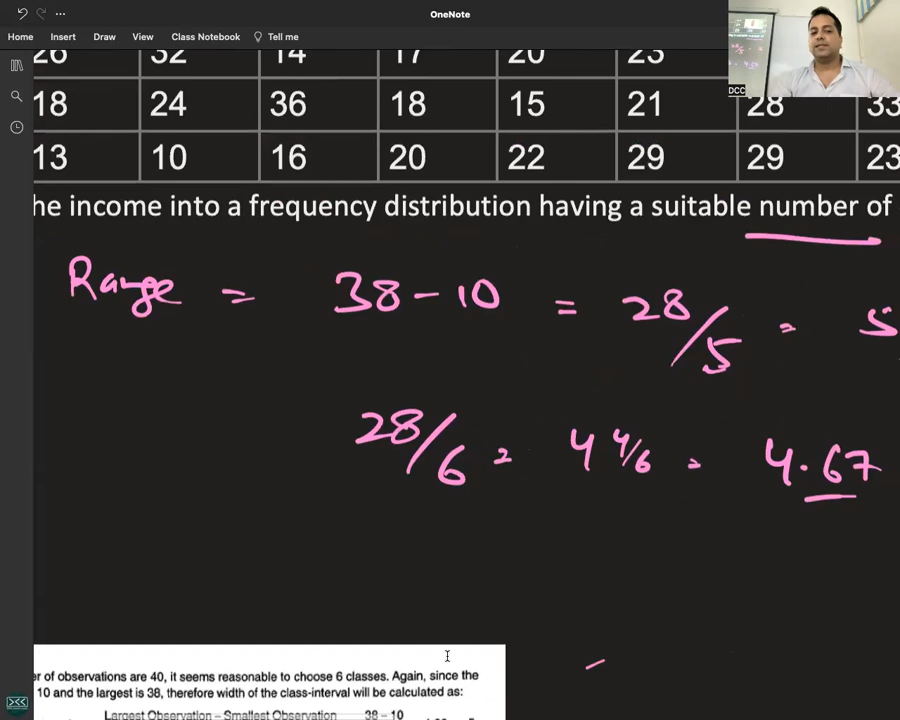 OneNote
Home Insert Draw View Class Notebook Tell me
DCC
26 32 14 17 20 23
18 24 36 18 15 21 28 33
13 10 16 20 22 29 29 23
he income into a frequency distribution having a suitable number of
Range = 38 - 10 = 28/5 = 5
28/6 = 4 4/6 = 4.67
er of observations are 40, it seems reasonable to choose 6 classes. Again, since the
10 and the largest is 38, therefore width of the class-interval will be calculated as:
Largest Observation – Smallest Observation 38 – 10